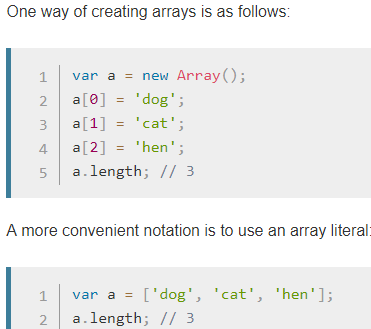 One way of creating arrays is as follows:
1 var a = new Array();
2 a[0] = 'dog';
3 a[1] = 'cat';
4 a[2] = 'hen';
5 a.length; // 3
A more convenient notation is to use an array literal:
1 var a = ['dog', 'cat', 'hen'];
2 a.length; // 3